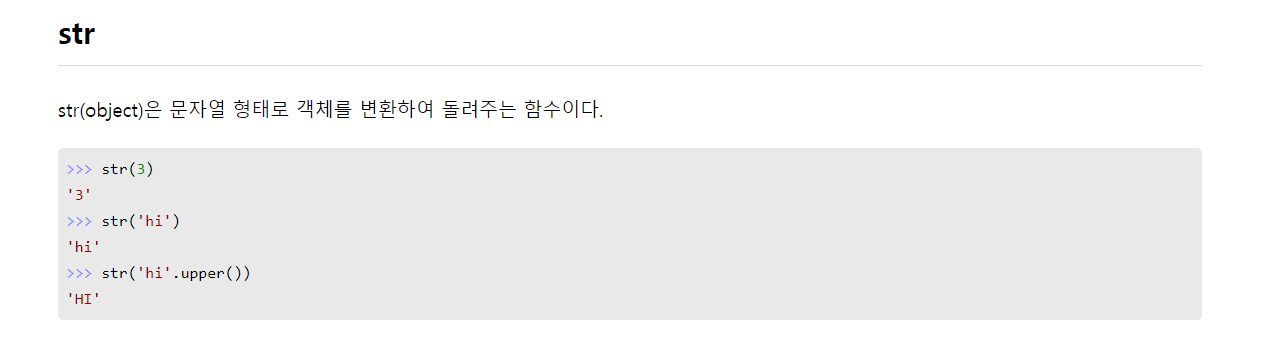 str
str(object)은 문자열 형태로 객체를 변환하여 돌려주는 함수이다.
>>> str(3)
'3'
>>> str('hi')
'hi'
>>> str('hi'.upper())
'HI'